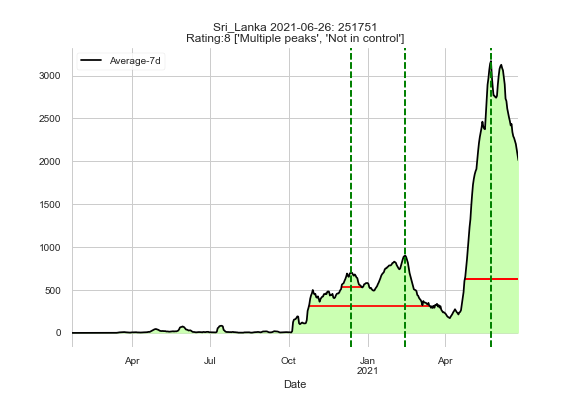 Sri_Lanka 2021-06-26: 251751
Rating:8 ['Multiple peaks', 'Not in control']
Average-7d
3000
2500
2000
1500
1000
500
0
Apr Jul Oct Jan Apr
2021
Date